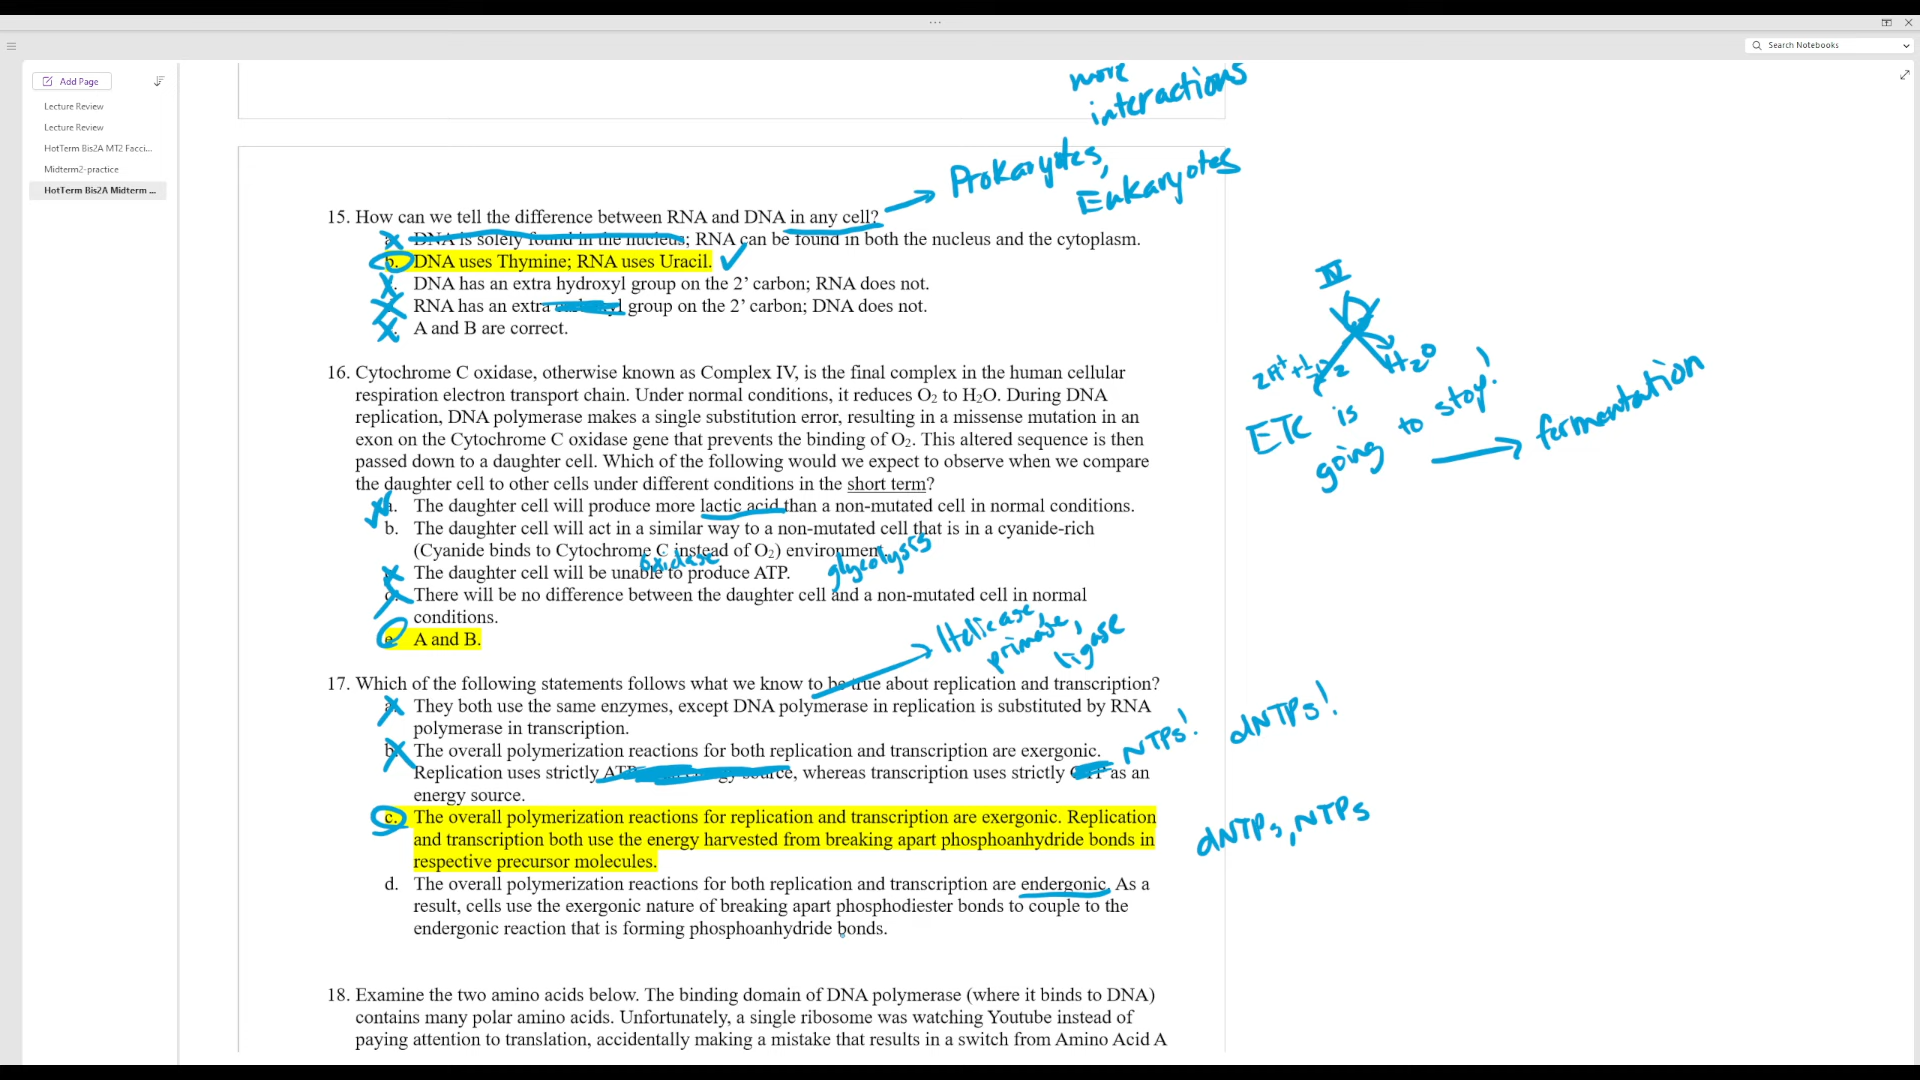 Search Notebooks
Add Page
Lecture Review
Lecture Review
HotTerm Bis2A MT2 Facci...
Midterm2-practice
HotTerm Bis2A Midterm ...
more
interactions
Prokaryotes,
Eukaryotes
15. How can we tell the difference between RNA and DNA in any cell?
a. DNA is solely found in the nucleus; RNA can be found in both the nucleus and the cytoplasm.
b. DNA uses Thymine; RNA uses Uracil.
DNA has an extra hydroxyl group on the 2’ carbon; RNA does not.
RNA has an extra group on the 2’ carbon; DNA does not.
A and B are correct.
IV
2H⁺ + ½O₂
H₂O
ETC is
going to stop!
fermentation
16. Cytochrome C oxidase, otherwise known as Complex IV, is the final complex in the human cellular
respiration electron transport chain. Under normal conditions, it reduces O₂ to H₂O. During DNA
replication, DNA polymerase makes a single substitution error, resulting in a missense mutation in an
exon on the Cytochrome C oxidase gene that prevents the binding of O₂. This altered sequence is then
passed down to a daughter cell. Which of the following would we expect to observe when we compare
the daughter cell to other cells under different conditions in the short term?
a. The daughter cell will produce more lactic acid than a non-mutated cell in normal conditions.
b. The daughter cell will act in a similar way to a non-mutated cell that is in a cyanide-rich
(Cyanide binds to Cytochrome C instead of O₂) environment.
oxidase
glycolysis
The daughter cell will be unable to produce ATP.
There will be no difference between the daughter cell and a non-mutated cell in normal
conditions.
e. A and B.
Helicase
primase,
ligase
17. Which of the following statements follows what we know to be true about replication and transcription?
a. They both use the same enzymes, except DNA polymerase in replication is substituted by RNA
polymerase in transcription.
b. The overall polymerization reactions for both replication and transcription are exergonic.
Replication uses strictly ATP energy source, whereas transcription uses strictly as an
energy source.
NTPs! dNTPs!
c. The overall polymerization reactions for replication and transcription are exergonic. Replication
and transcription both use the energy harvested from breaking apart phosphoanhydride bonds in
respective precursor molecules.
dNTPs, NTPs
d. The overall polymerization reactions for both replication and transcription are endergonic. As a
result, cells use the exergonic nature of breaking apart phosphodiester bonds to couple to the
endergonic reaction that is forming phosphoanhydride bonds.
18. Examine the two amino acids below. The binding domain of DNA polymerase (where it binds to DNA)
contains many polar amino acids. Unfortunately, a single ribosome was watching Youtube instead of
paying attention to translation, accidentally making a mistake that results in a switch from Amino Acid A